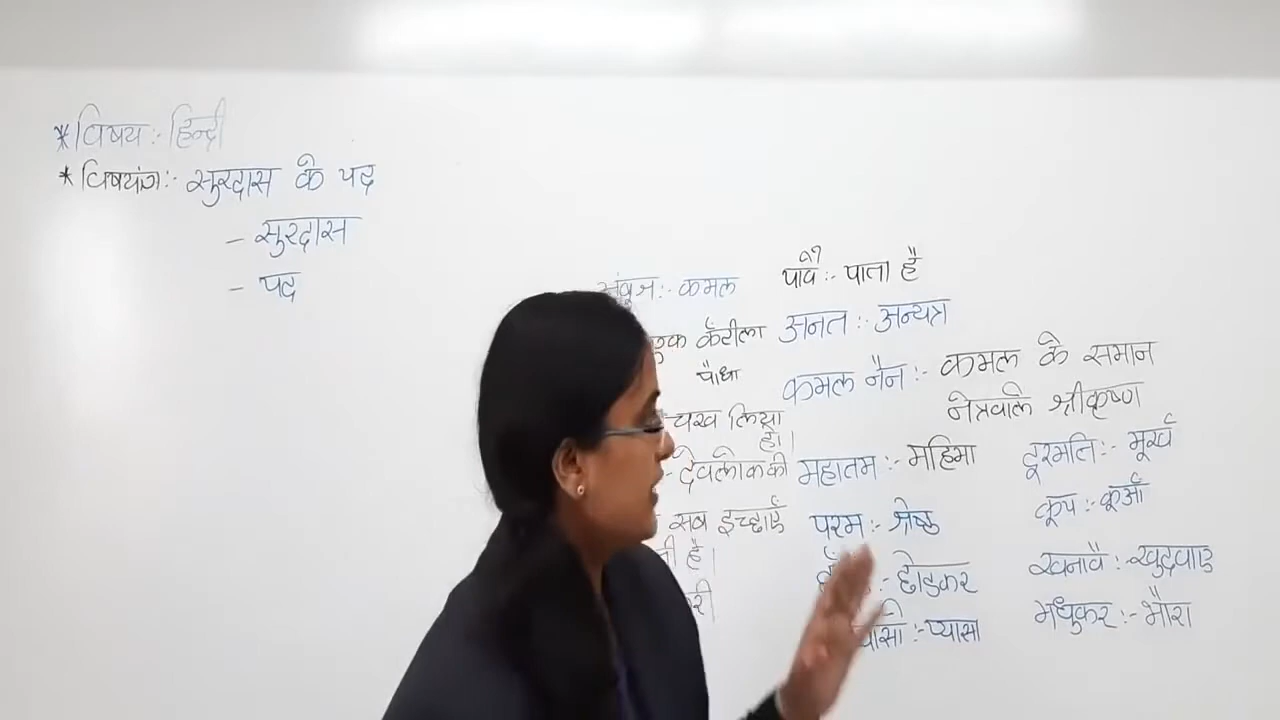 * विषय :- हिन्दी
* विषयांश :- सुरदास के पद
- सुरदास
- पद
अंबुज :- कमल
कँटीला
पौधा
चख लिया
हो।
- देवलोक की
सब इच्छाएँ
है।
पावै :- पाता है
अनत :- अन्यत्र
कमल नैन :- कमल के समान
नेत्रवाले श्रीकृष्ण
महातम :- महिमा
परम :- श्रेष्ठ
:- छोडकर
:- प्यासा
दूरमति :- मूर्ख
कूप :- कूआँ
खनावै :- खुदवाए
मधुकर :- भौरा